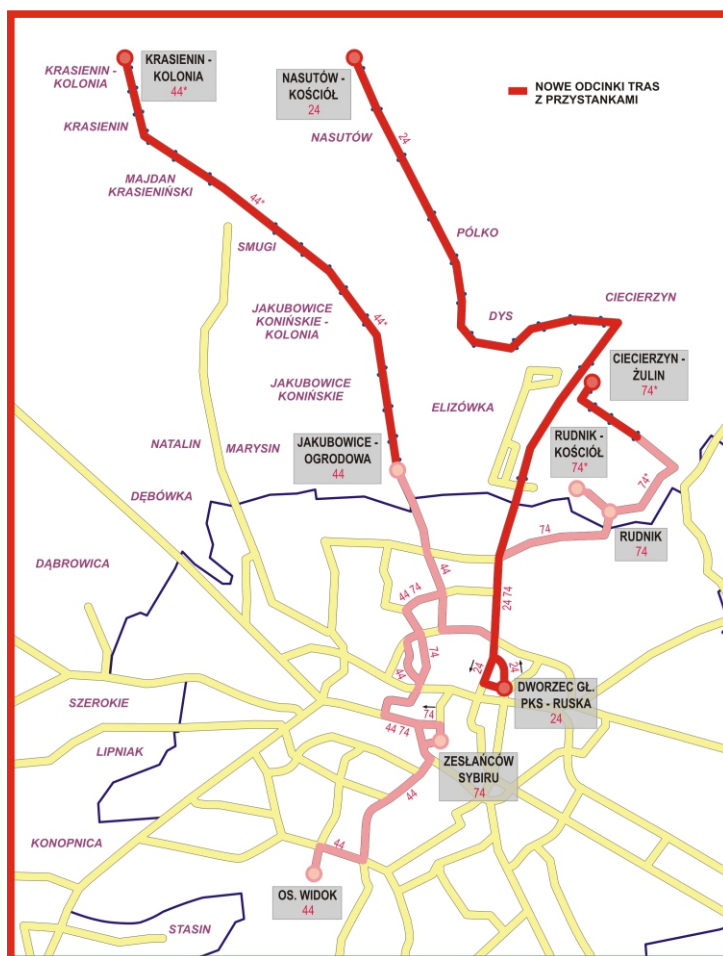 KRASIENIN -
KOLONIA
44*
NASUTÓW -
KOŚCIÓŁ
24
NOWE ODCINKI TRAS
Z PRZYSTANKAMI
KRASIENIN -
KOLONIA
KRASIENIN
NASUTÓW
24
MAJDAN
KRASIENIŃSKI
44*
SMUGI
PÓLKO
CIECIERZYN
DYS
JAKUBOWICE
KONIŃSKIE -
KOLONIA
44*
CIECIERZYN -
ŻULIN
74*
JAKUBOWICE
KONIŃSKIE
ELIZÓWKA
RUDNIK -
KOŚCIÓŁ
74*
NATALIN
MARYSIN
JAKUBOWICE -
OGRODOWA
44
74*
DĘBÓWKA
74
RUDNIK
74
DĄBROWICA
44
44 74
24 74
74
44
24
24
DWORZEC GŁ.
PKS - RUSKA
24
SZEROKIE
74
44 74
LIPNIAK
ZESŁAŃCÓW
SYBIRU
74
44
KONOPNICA
44
OS. WIDOK
44
STASIN